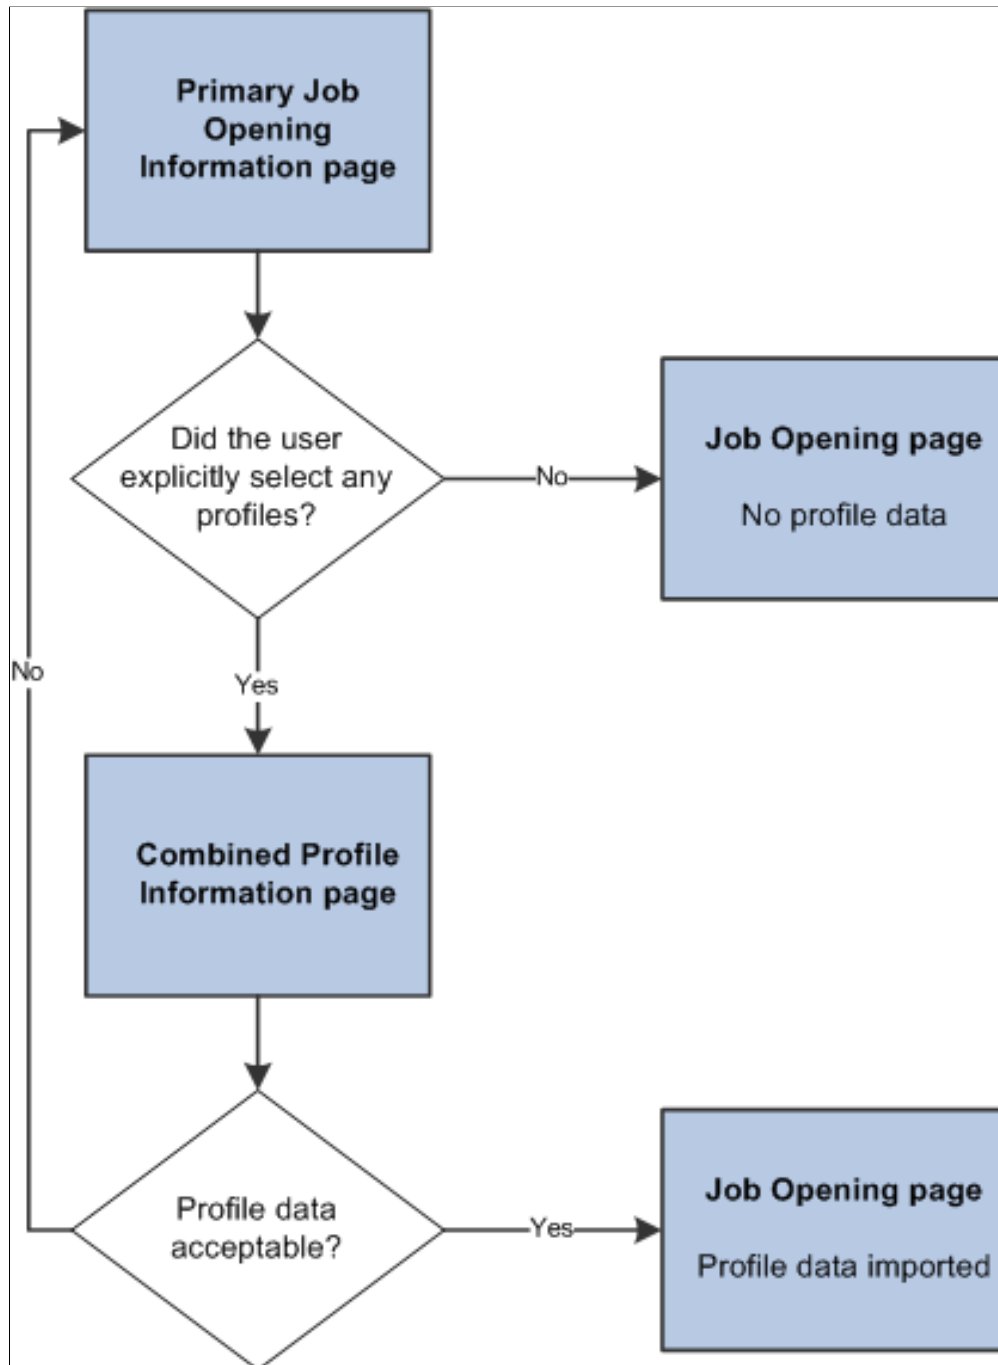 Primary Job
Opening
Information page
Did the user
explicitly select any
profiles?
No
Job Opening page
No profile data
No
Yes
Combined Profile
Information page
Profile data
acceptable?
Yes
Job Opening page
Profile data imported